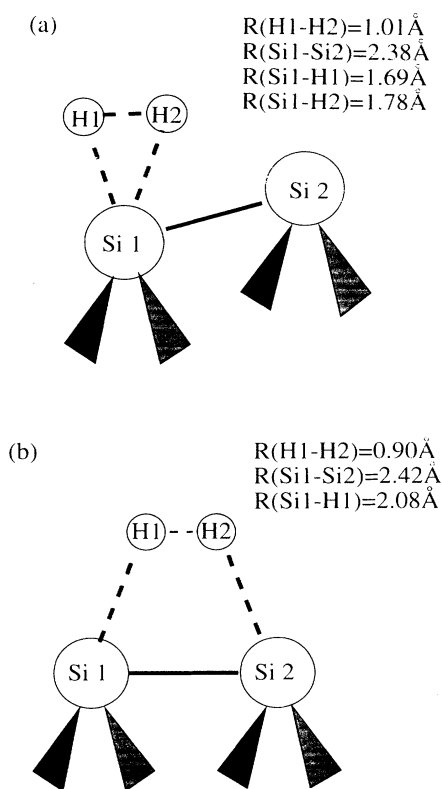 (a)
R(H1-H2)=1.01Å
R(Si1-Si2)=2.38Å
R(Si1-H1)=1.69Å
R(Si1-H2)=1.78Å
H1
H2
Si 1
Si 2
(b)
R(H1-H2)=0.90Å
R(Si1-Si2)=2.42Å
R(Si1-H1)=2.08Å
H1
H2
Si 1
Si 2